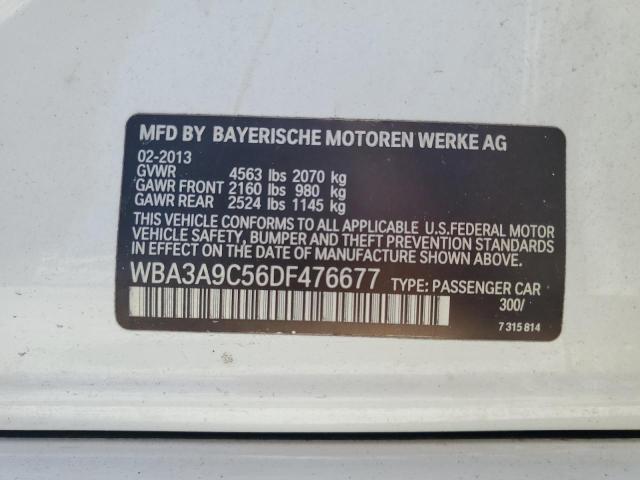 MFD BY BAYERISCHE MOTOREN WERKE AG
02-2013
GVWR 4563 lbs 2070 kg
GAWR FRONT 2160 lbs 980 kg
GAWR REAR 2524 lbs 1145 kg
THIS VEHICLE CONFORMS TO ALL APPLICABLE U.S.FEDERAL MOTOR
VEHICLE SAFETY, BUMPER AND THEFT PREVENTION STANDARDS
IN EFFECT ON THE DATE OF MANUFACTURE SHOWN ABOVE.
WBA3A9C56DF476677 TYPE: PASSENGER CAR
300/
7 315 814